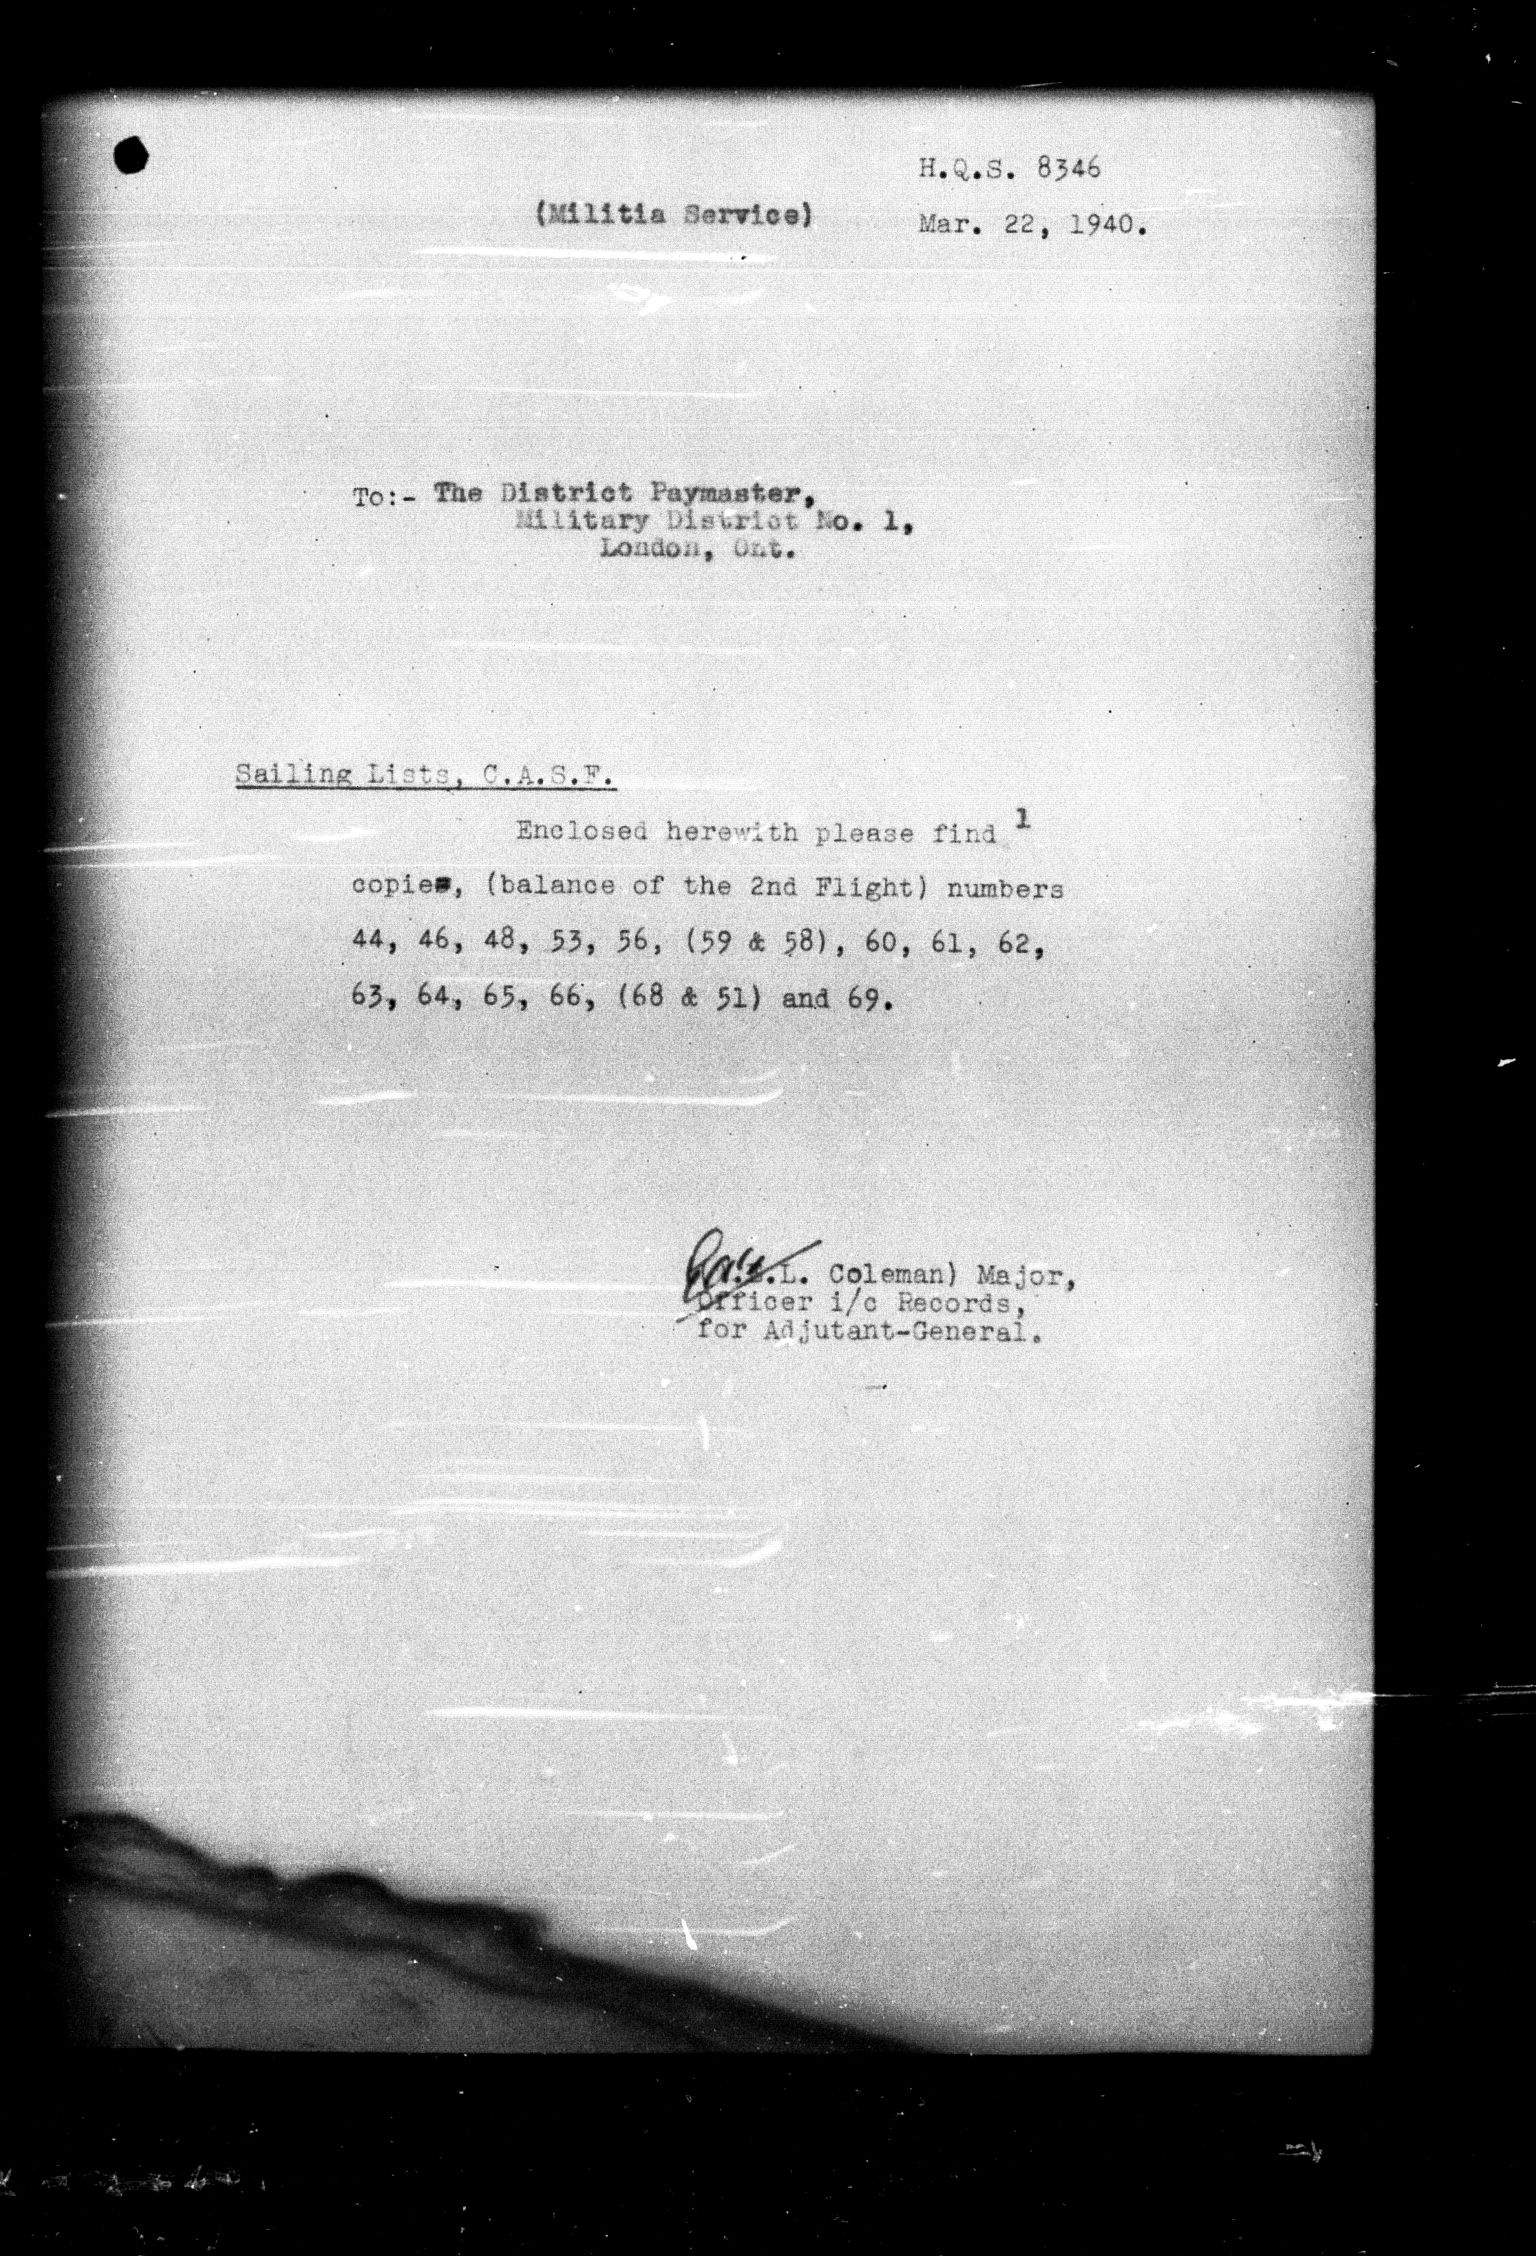 H.Q.S. 8346
(Militia Service)
Mar. 22, 1940.
To:- The District Paymaster,
Military District No. 1,
London, Ont.
Sailing Lists, C.A.S.F.
Enclosed herewith please find 1
copies, (balance of the 2nd Flight) numbers
44, 46, 48, 53, 56, (59 & 58), 60, 61, 62,
63, 64, 65, 66, (68 & 51) and 69.
L. Coleman) Major,
Officer i/c Records,
for Adjutant-General.